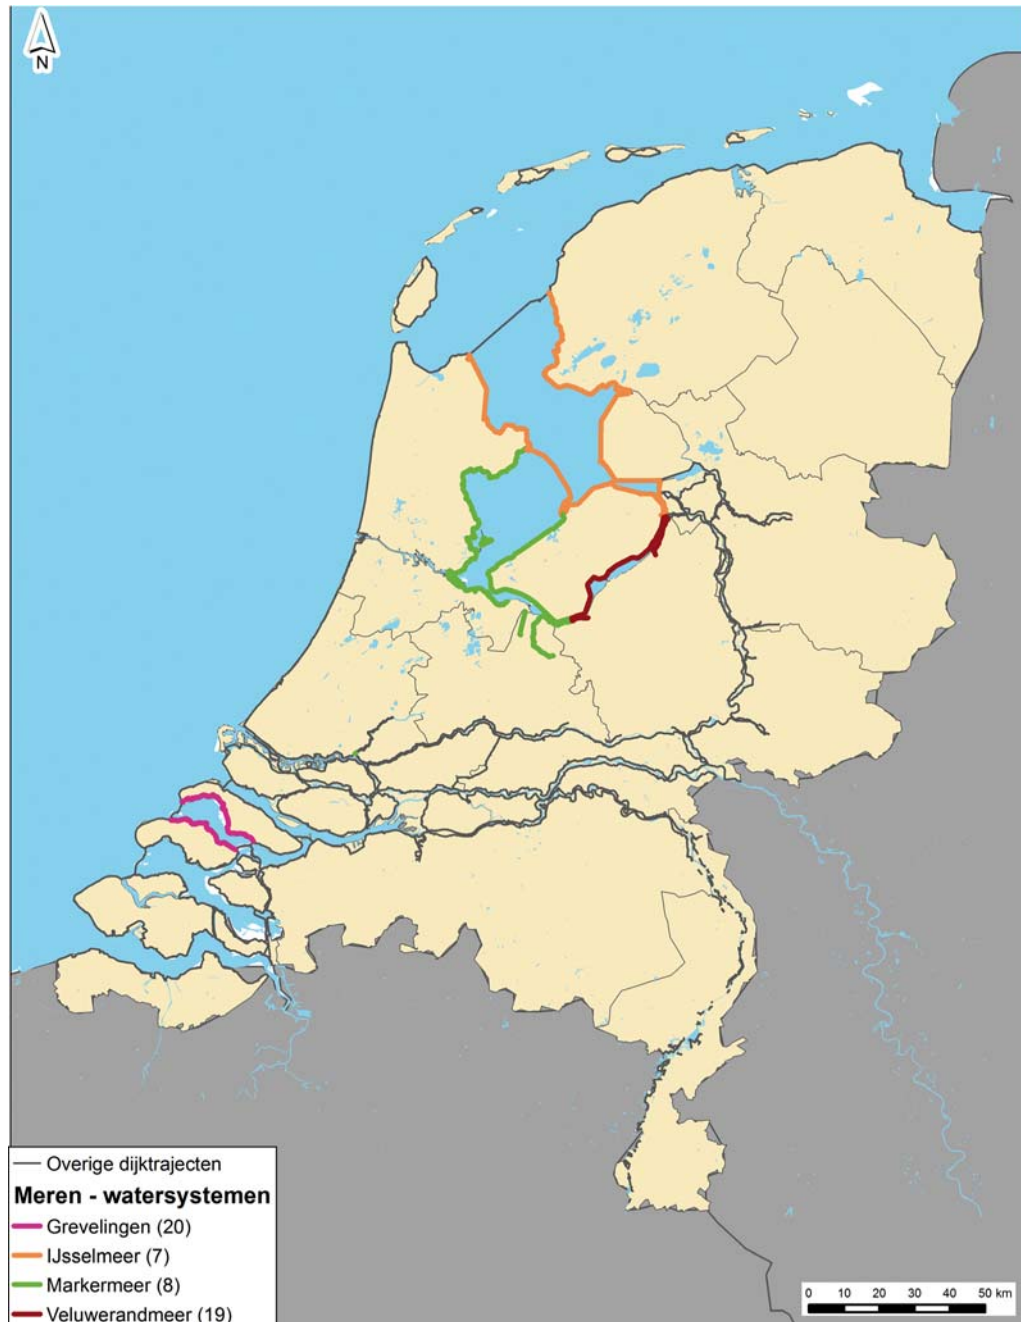 N
Overige dijktrajecten
Meren - watersystemen
Grevelingen (20)
IJsselmeer (7)
Markermeer (8)
Veluwerandmeer (19)
0 10 20 30 40 50 km